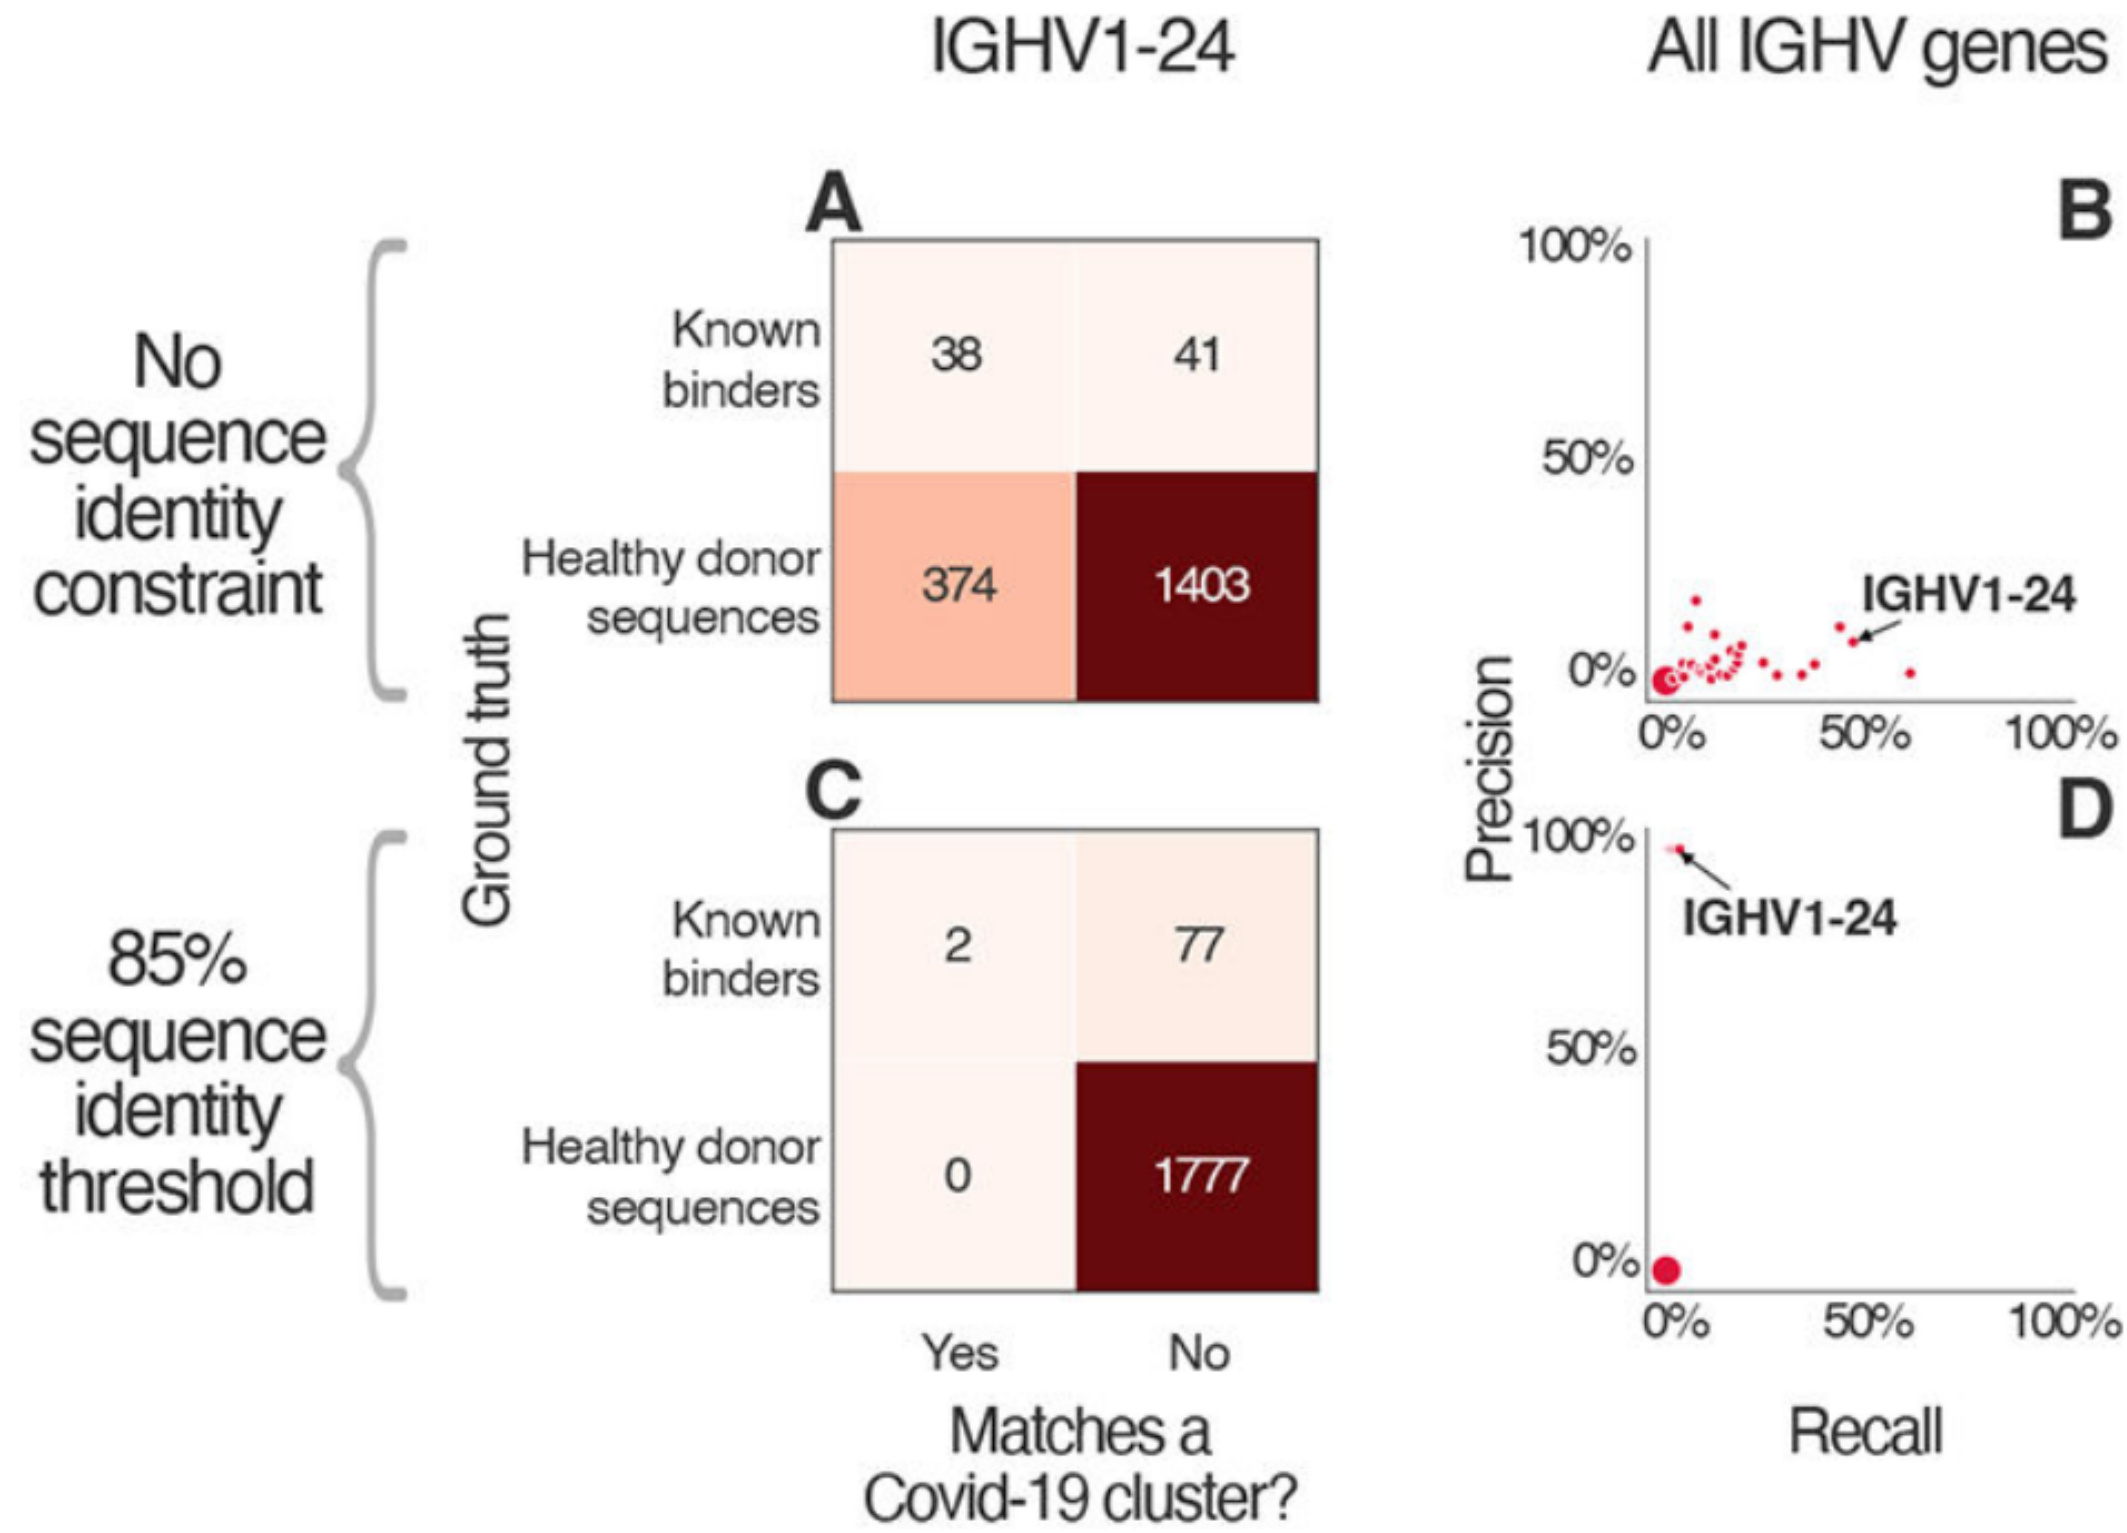 IGHV1-24
All IGHV genes
A
B
No
sequence
identity
constraint
Ground truth
Known
binders
38
41
Healthy donor
sequences
374
1403
Precision
100%
50%
0%
IGHV1-24
0%
50%
100%
C
D
85%
sequence
identity
threshold
Known
binders
2
77
Healthy donor
sequences
0
1777
Yes
No
Matches a
Covid-19 cluster?
100%
IGHV1-24
50%
0%
0%
50%
100%
Recall